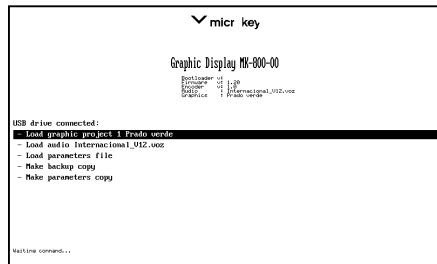 micr key
Graphic Display MK-800-00
Bootloader v:
Firmware v: 1.20
Encoder v: 1.0
Audio : Internacional_V12.voz
Graphics : Prado verde
USB drive connected:
- Load graphic project 1 Prado verde
- Load audio Internacional_V12.voz
- Load parameters file
- Make backup copy
- Make parameters copy
Waiting command...